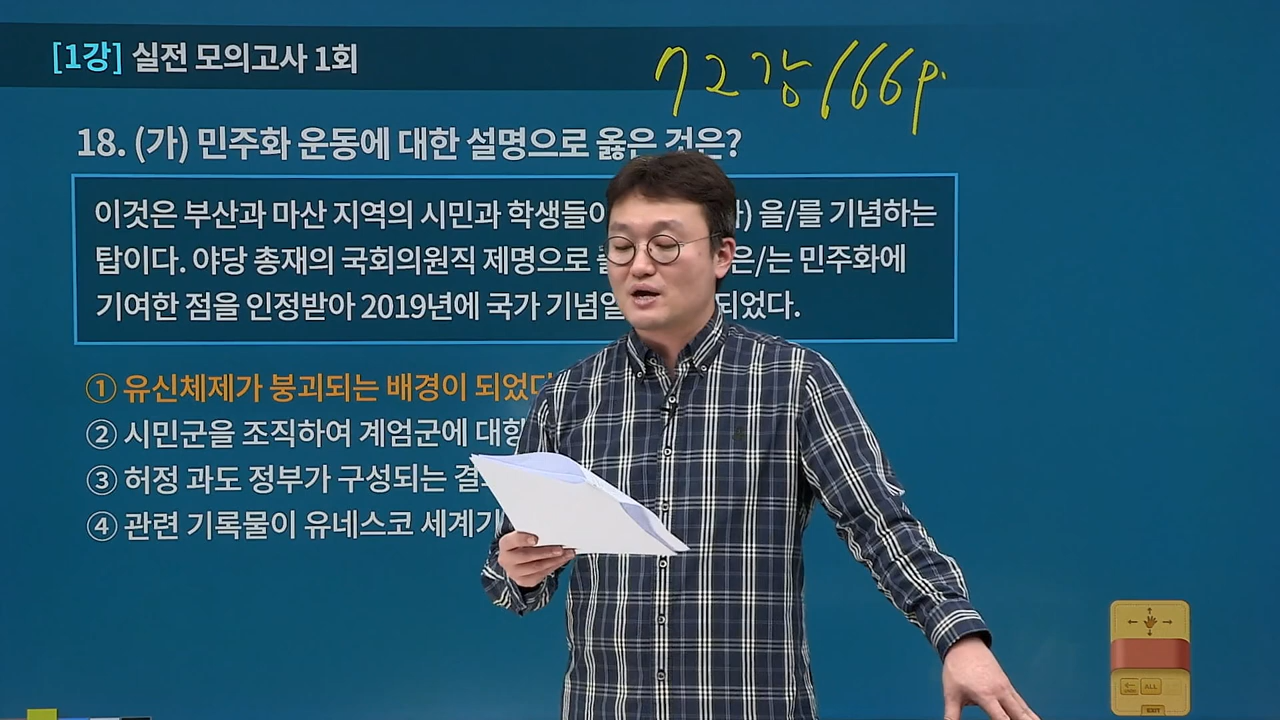 [1강] 실전 모의고사 1회
72강 666p.
18. (가) 민주화 운동에 대한 설명으로 옳은 것은?
이것은 부산과 마산 지역의 시민과 학생들이 을/를 기념하는
탑이다. 야당 총재의 국회의원직 제명으로 은/는 민주화에
기여한 점을 인정받아 2019년에 국가 기념일 되었다.
① 유신체제가 붕괴되는 배경이 되었다
② 시민군을 조직하여 계엄군에 대항
③ 허정 과도 정부가 구성되는
④ 관련 기록물이 유네스코 세계기
ALL
EXIT